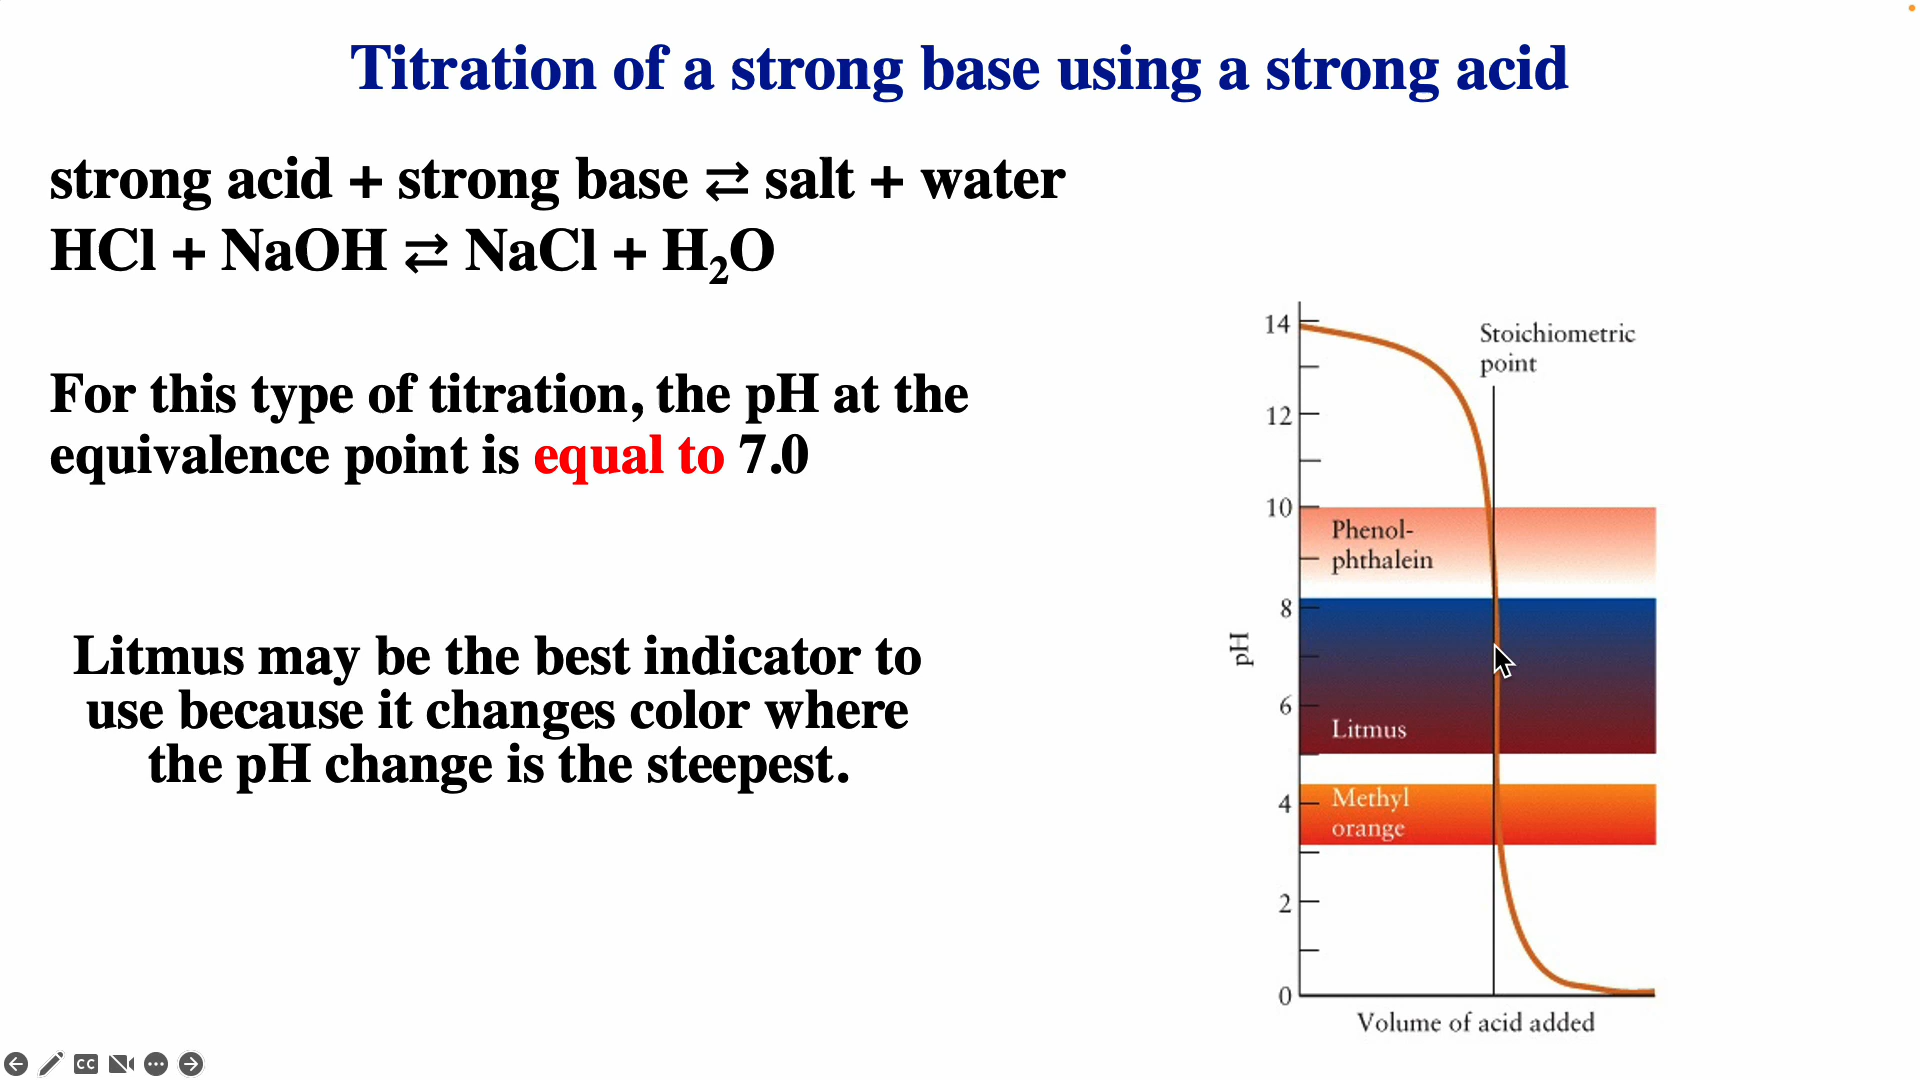 Titration of a strong base using a strong acid
strong acid + strong base ⇄ salt + water
HCl + NaOH ⇄ NaCl + H₂O
For this type of titration, the pH at the
equivalence point is equal to 7.0
Litmus may be the best indicator to
use because it changes color where
the pH change is the steepest.
14
Stoichiometric
point
12
10
Phenol-
phthalein
8
pH
6
Litmus
4
Methyl
orange
2
0
Volume of acid added
CC